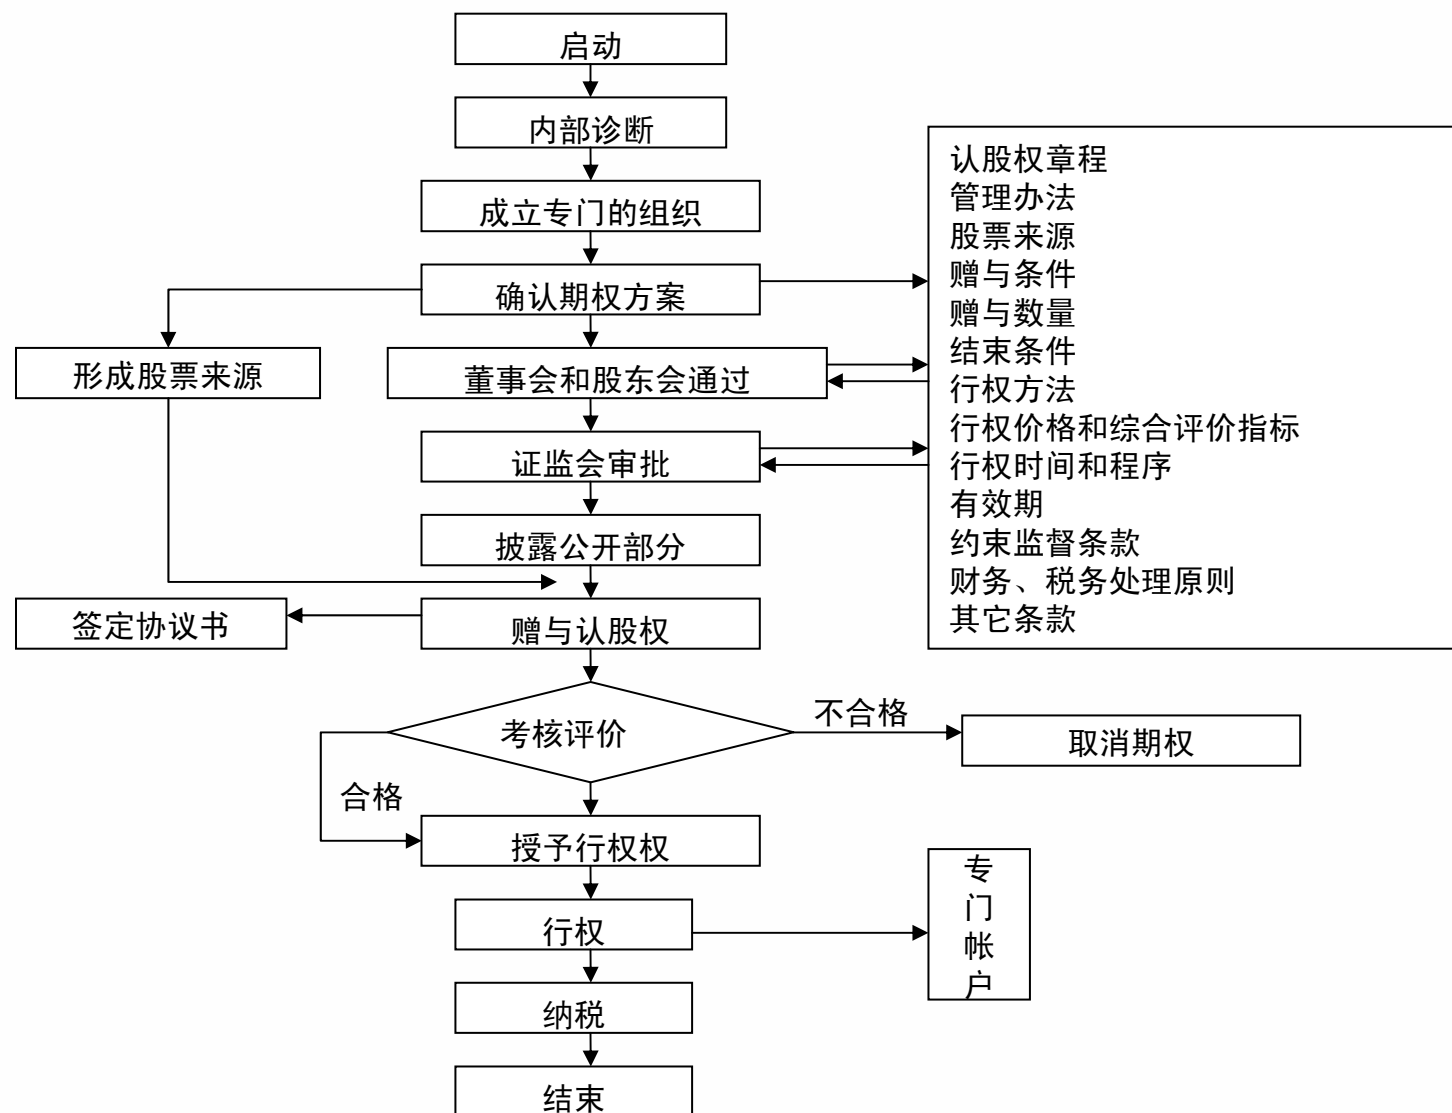 启动
内部诊断
成立专门的组织
确认期权方案
形成股票来源
董事会和股东会通过
证监会审批
披露公开部分
签定协议书
赠与认股权
认股权章程
管理办法
股票来源
赠与条件
赠与数量
结束条件
行权方法
行权价格和综合评价指标
行权时间和程序
有效期
约束监督条款
财务、税务处理原则
其它条款
考核评价
不合格
取消期权
合格
授予行权权
行权
专
门
帐
户
纳税
结束